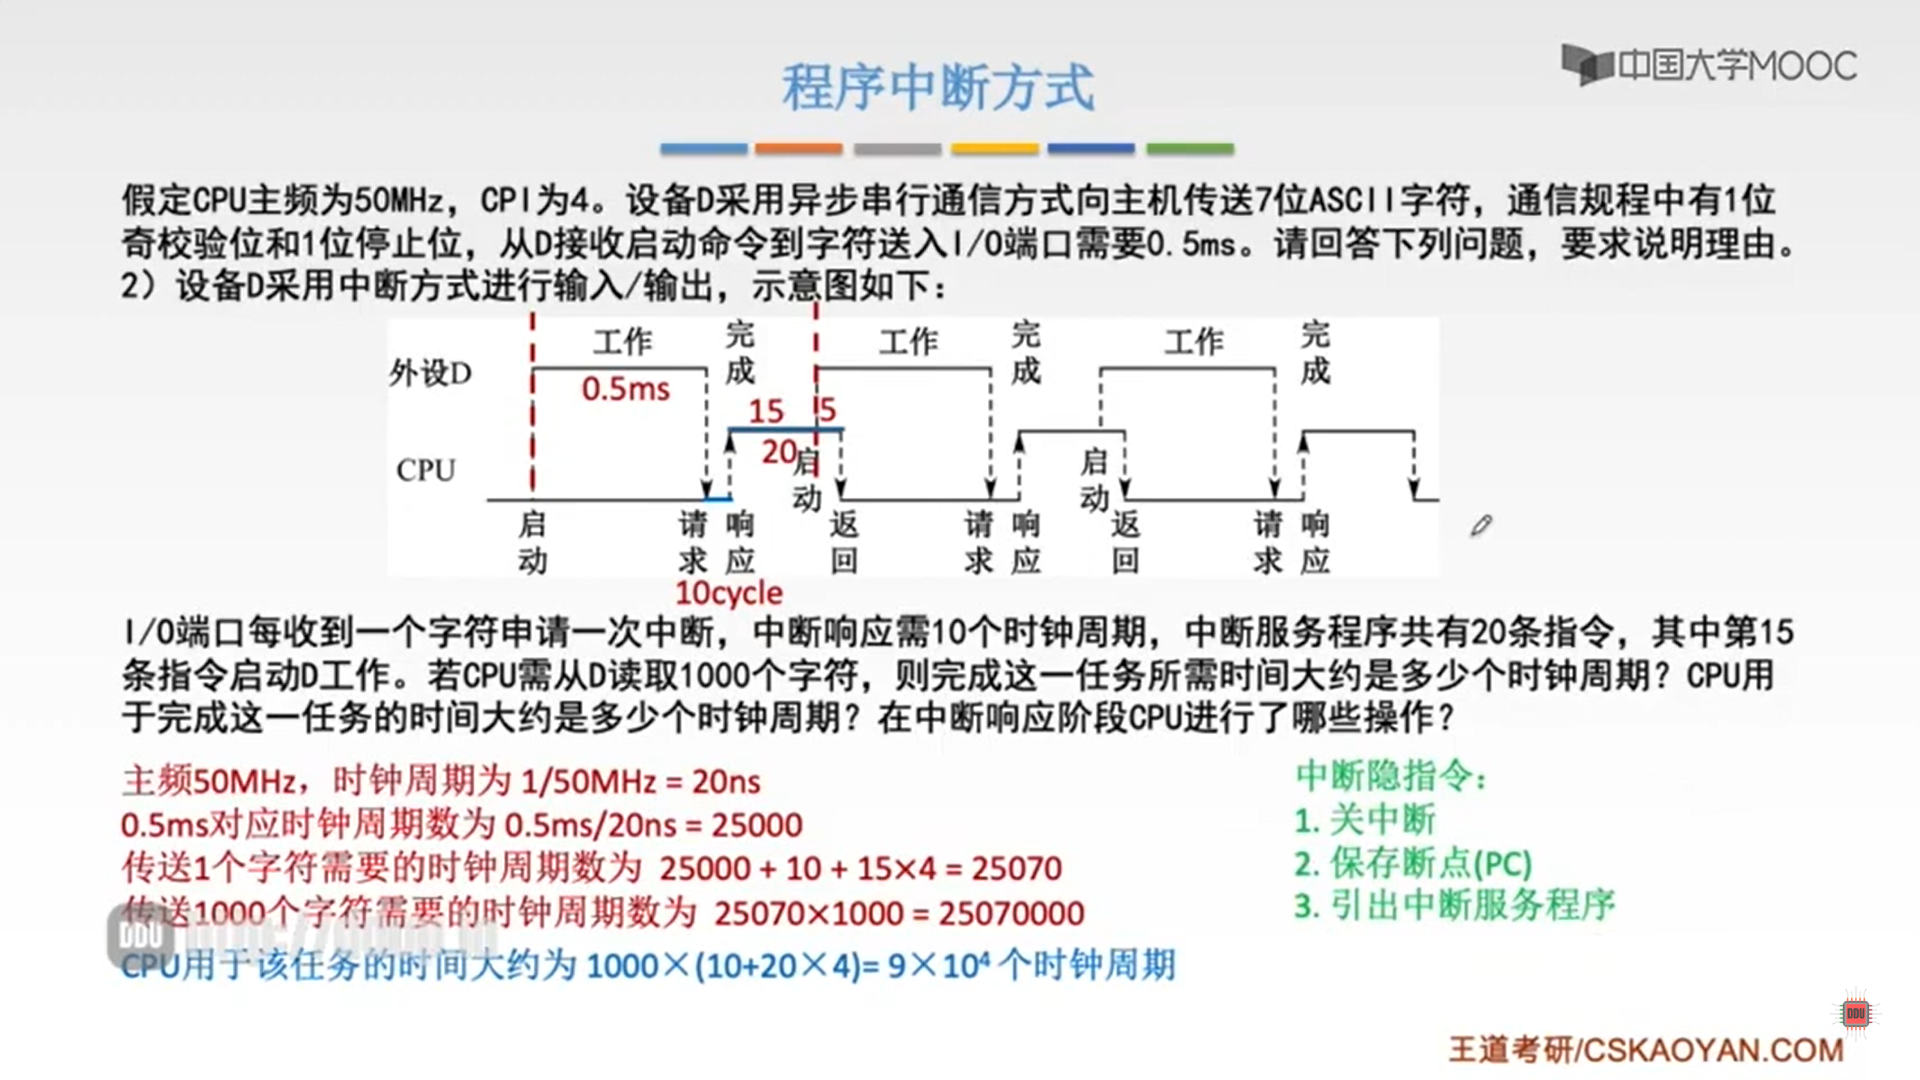 程序中断方式
中国大学MOOC
假定CPU主频为50MHz，CPI为4。设备D采用异步串行通信方式向主机传送7位ASCII字符，通信规程中有1位
奇校验位和1位停止位，从D接收启动命令到字符送入I/O端口需要0.5ms。请回答下列问题，要求说明理由。
2）设备D采用中断方式进行输入/输出，示意图如下：
工作 完成 工作 完成 工作 完成
外设D
0.5ms
15 5
20
CPU
启动 启动
启动 请求 响应 返回 请求 响应 返回 请求 响应
10cycle
I/O端口每收到一个字符申请一次中断，中断响应需10个时钟周期，中断服务程序共有20条指令，其中第15
条指令启动D工作。若CPU需从D读取1000个字符，则完成这一任务所需时间大约是多少个时钟周期？CPU用
于完成这一任务的时间大约是多少个时钟周期？在中断响应阶段CPU进行了哪些操作？
主频50MHz，时钟周期为 1/50MHz = 20ns
0.5ms对应时钟周期数为 0.5ms/20ns = 25000
传送1个字符需要的时钟周期数为 25000 + 10 + 15×4 = 25070
传送1000个字符需要的时钟周期数为 25070×1000 = 25070000
CPU用于该任务的时间大约为 1000×(10+20×4)= 9×10⁴ 个时钟周期
中断隐指令：
1. 关中断
2. 保存断点(PC)
3. 引出中断服务程序
DDU
DDU
王道考研/CSKAOYAN.COM